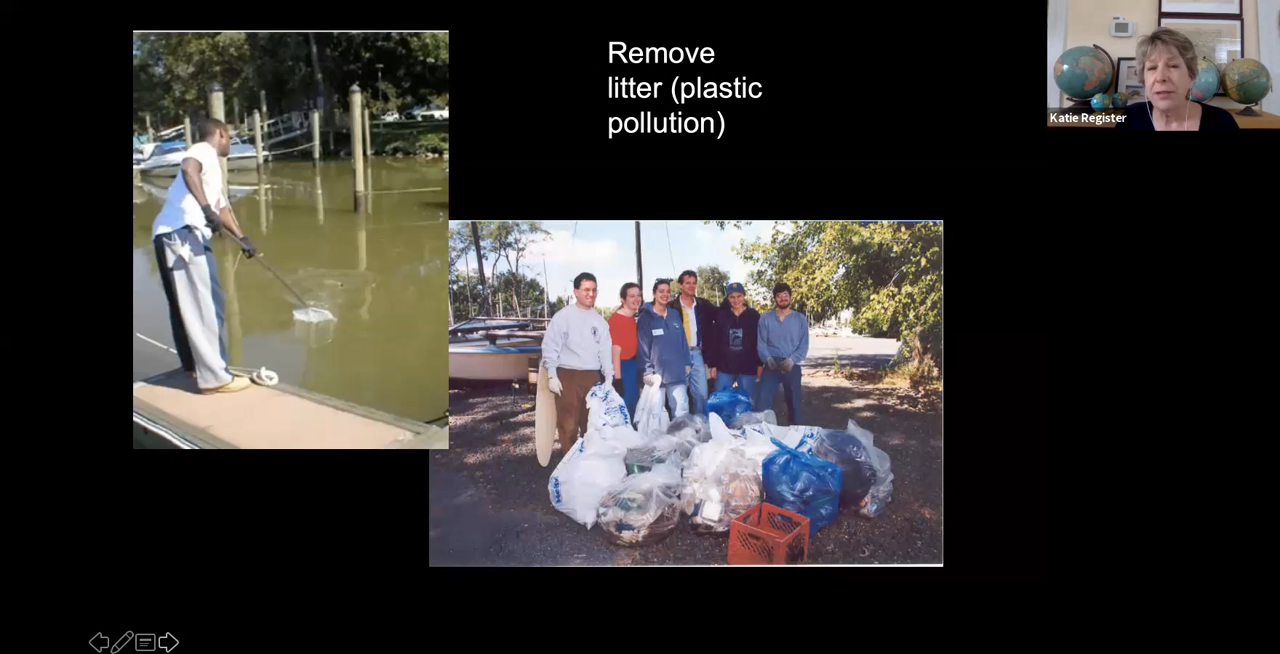 Remove
litter (plastic
pollution)
Katie Register